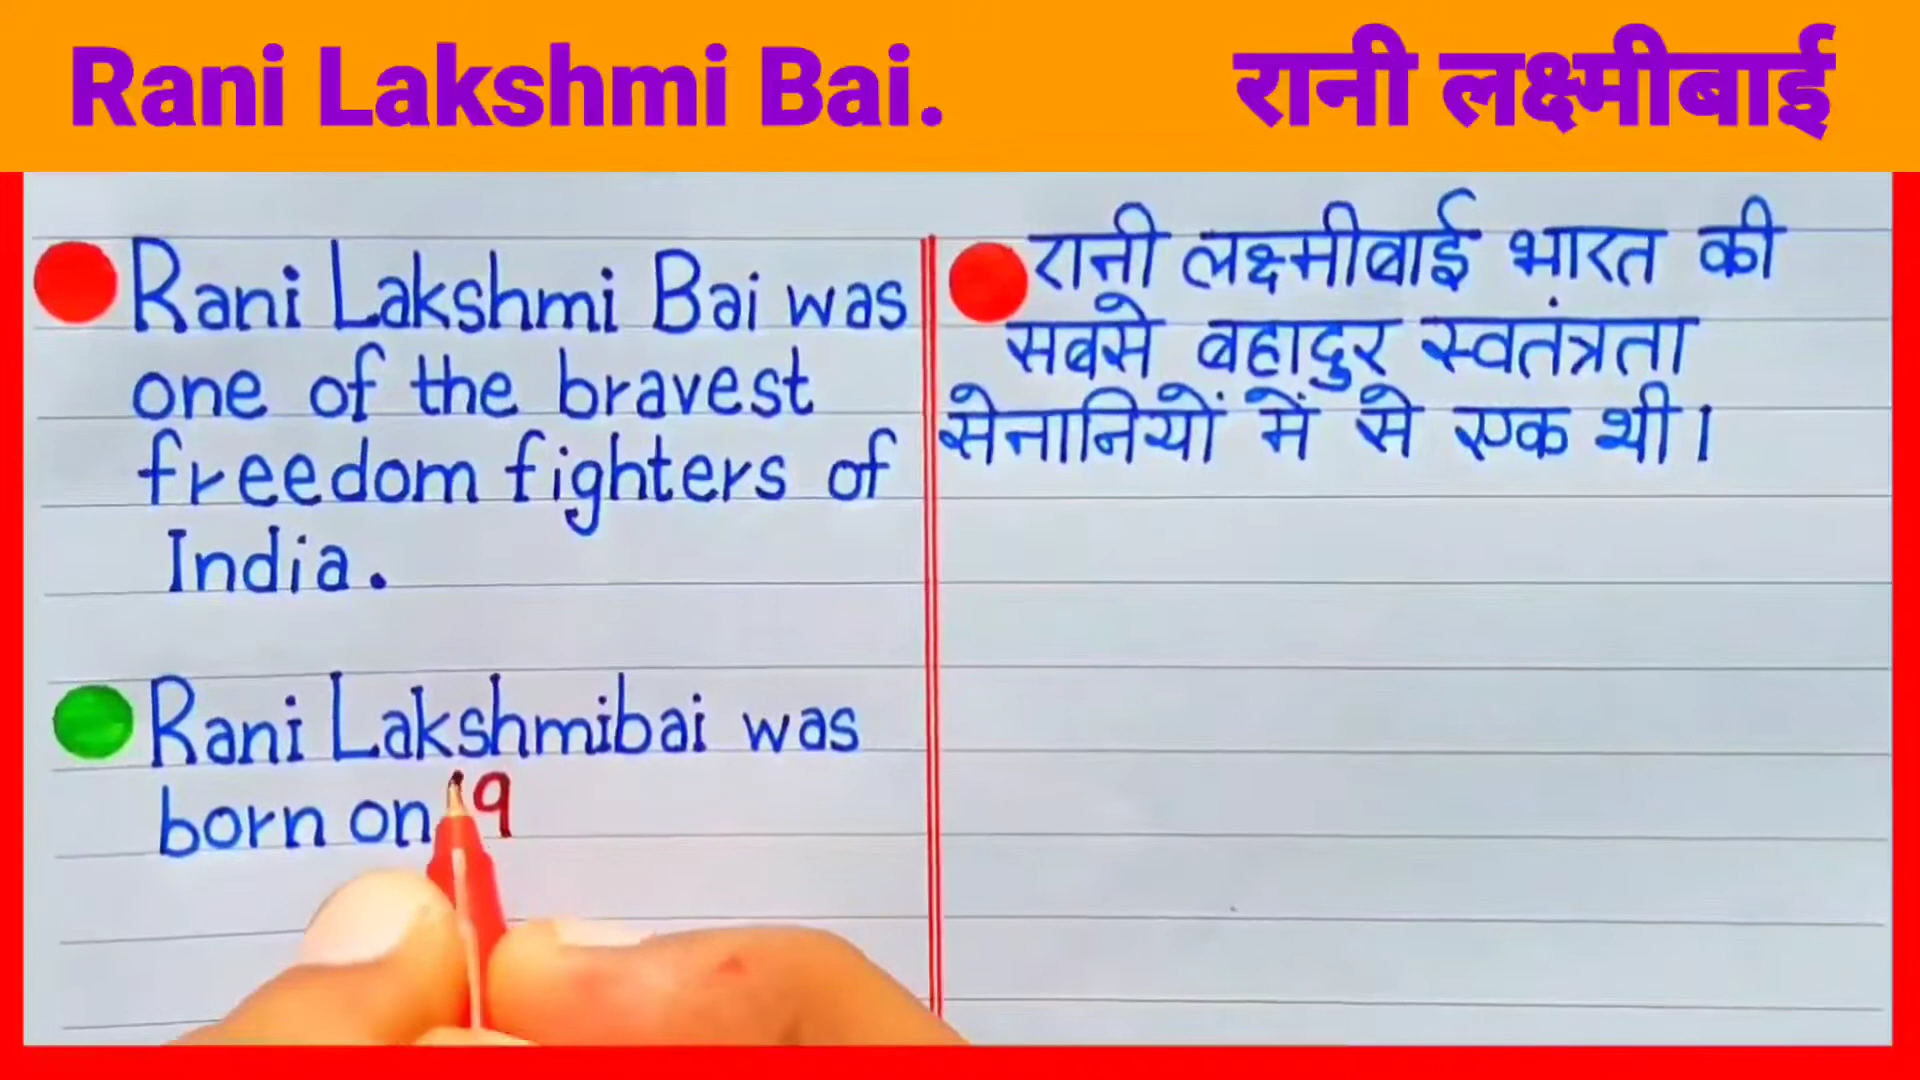 Rani Lakshmi Bai.
रानी लक्ष्मीबाई
Rani Lakshmi Bai was
one of the bravest
freedom fighters of
India.
Rani Lakshmibai was
born on 19
रानी लक्ष्मीबाई भारत की
सबसे बहादुर स्वतंत्रता
सेनानियों में से एक थी।